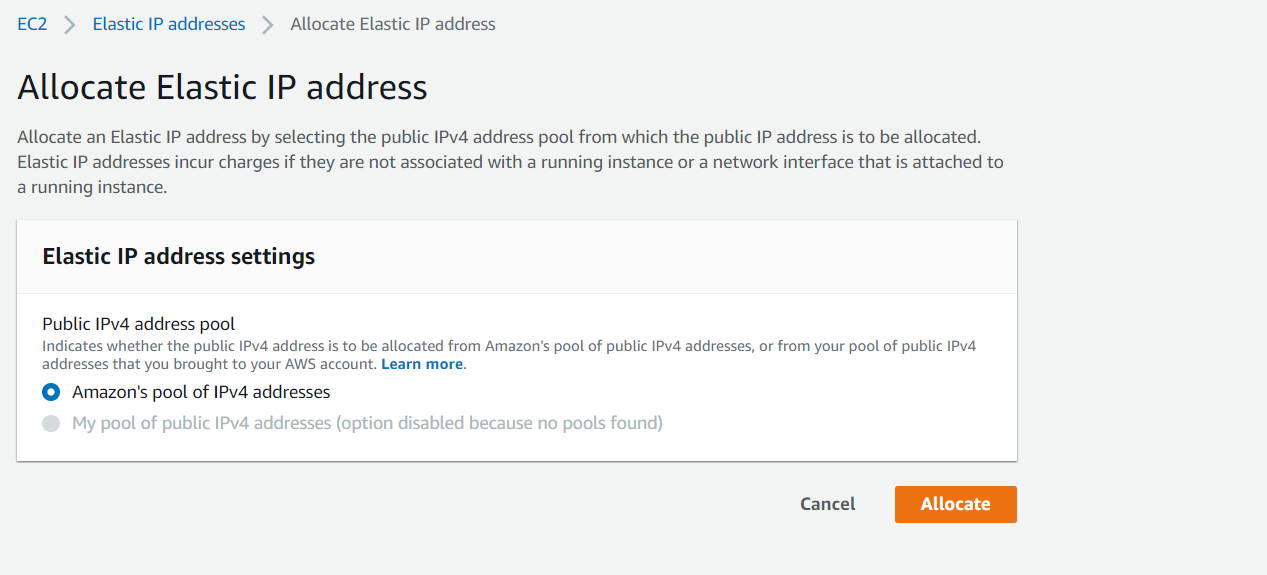 EC2 > Elastic IP addresses > Allocate Elastic IP address
Allocate Elastic IP address
Allocate an Elastic IP address by selecting the public IPv4 address pool from which the public IP address is to be allocated.
Elastic IP addresses incur charges if they are not associated with a running instance or a network interface that is attached to
a running instance.
Elastic IP address settings
Public IPv4 address pool
Indicates whether the public IPv4 address is to be allocated from Amazon's pool of public IPv4 addresses, or from your pool of public IPv4
addresses that you brought to your AWS account. Learn more.
Amazon's pool of IPv4 addresses
My pool of public IPv4 addresses (option disabled because no pools found)
Cancel Allocate